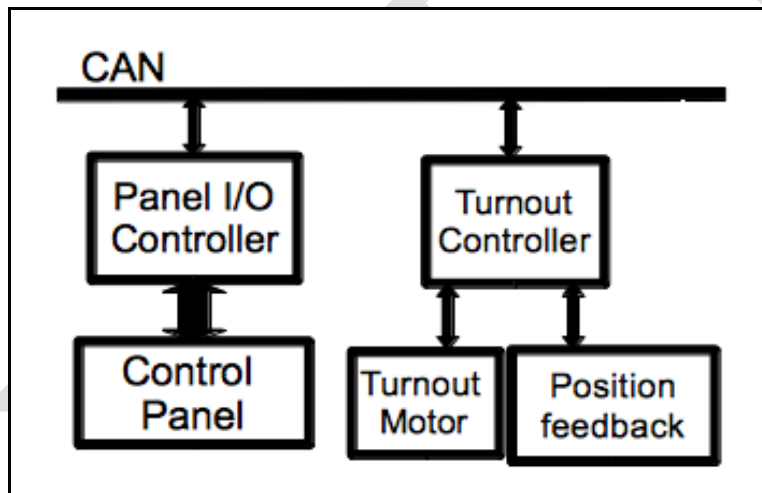 CAN
Panel I/O
Controller
Turnout
Controller
Control
Panel
Turnout
Motor
Position
feedback